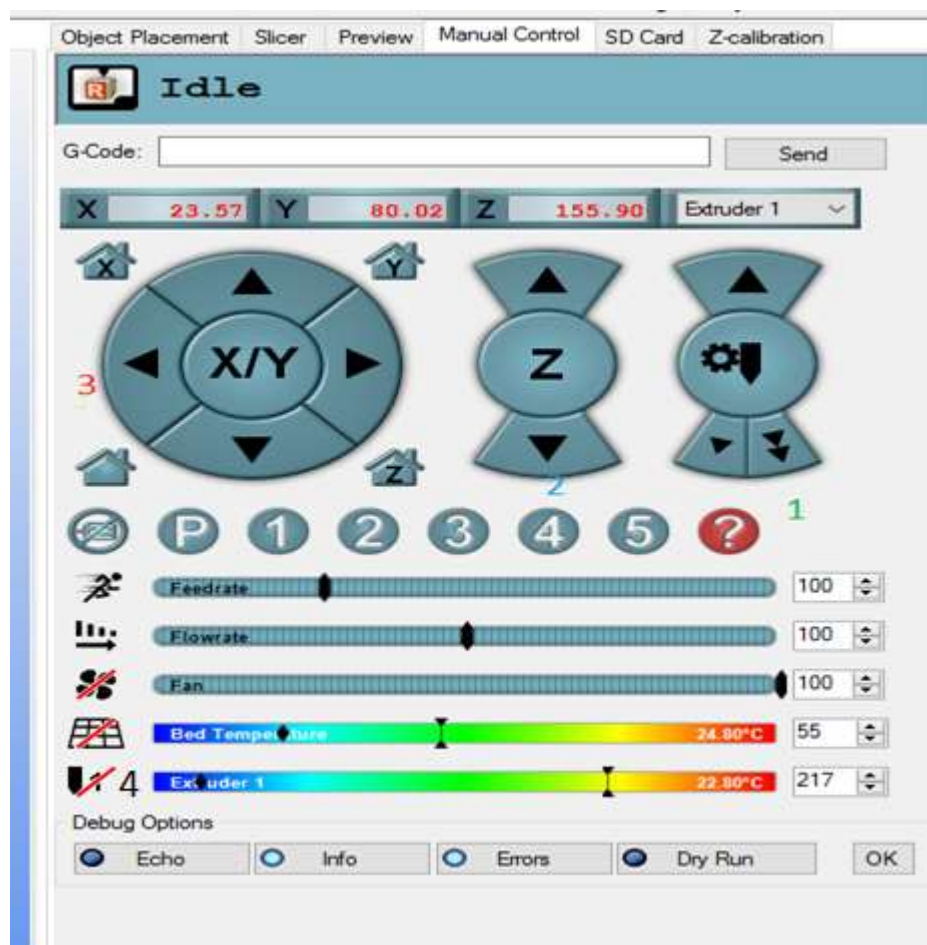 Object Placement Slicer Preview Manual Control SD Card Z-calibration
R Idle
G-Code: Send
X 23.57 Y 80.02 Z 155.90 Extruder 1
X Y
X/Y Z
3
Z
2
1
P 1 2 3 4 5 ?
Feedrate 100
Flowrate 100
Fan 100
Bed Temperature 24.80°C 55
4 Extruder 1 22.80°C 217
Debug Options
Echo Info Errors Dry Run OK